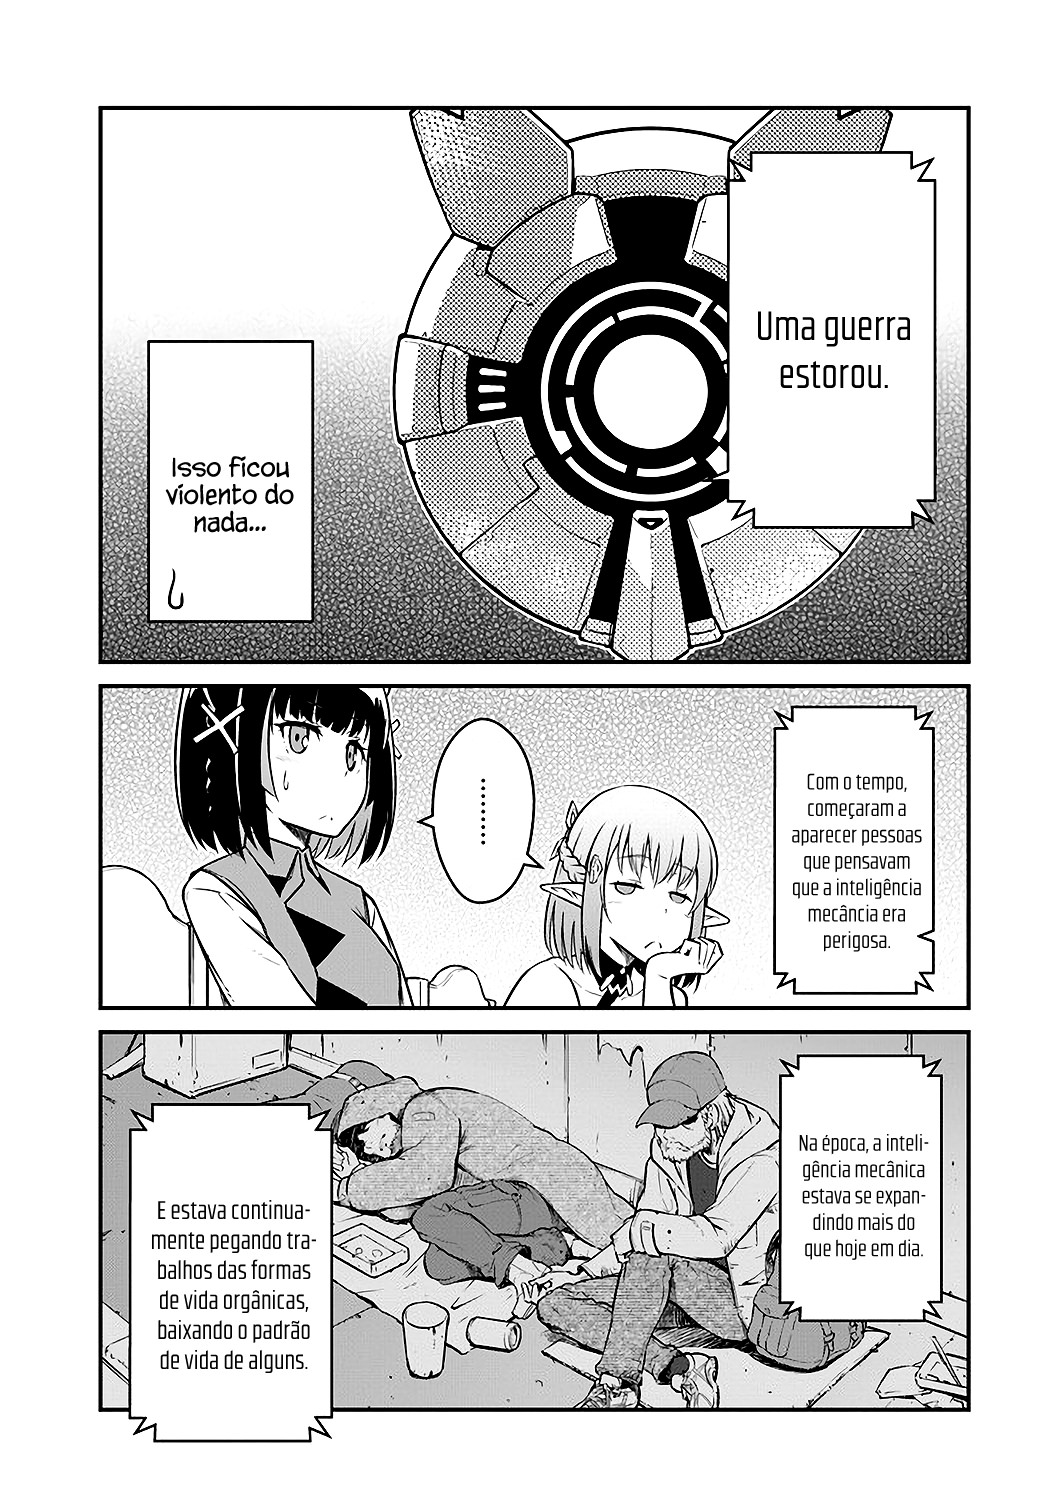 Uma guerra
estorou.
Isso ficou
violento do
nada...
Com o tempo,
começaram a
aparecer pessoas
que pensavam
que a inteligência
mecância era
perigosa.
.........
Na época, a inteli-
gência mecânica
estava se expan-
dindo mais do
que hoje em dia.
E estava continua-
mente pegando tra-
balhos das formas
de vida orgânicas,
baixando o padrão
de vida de alguns.